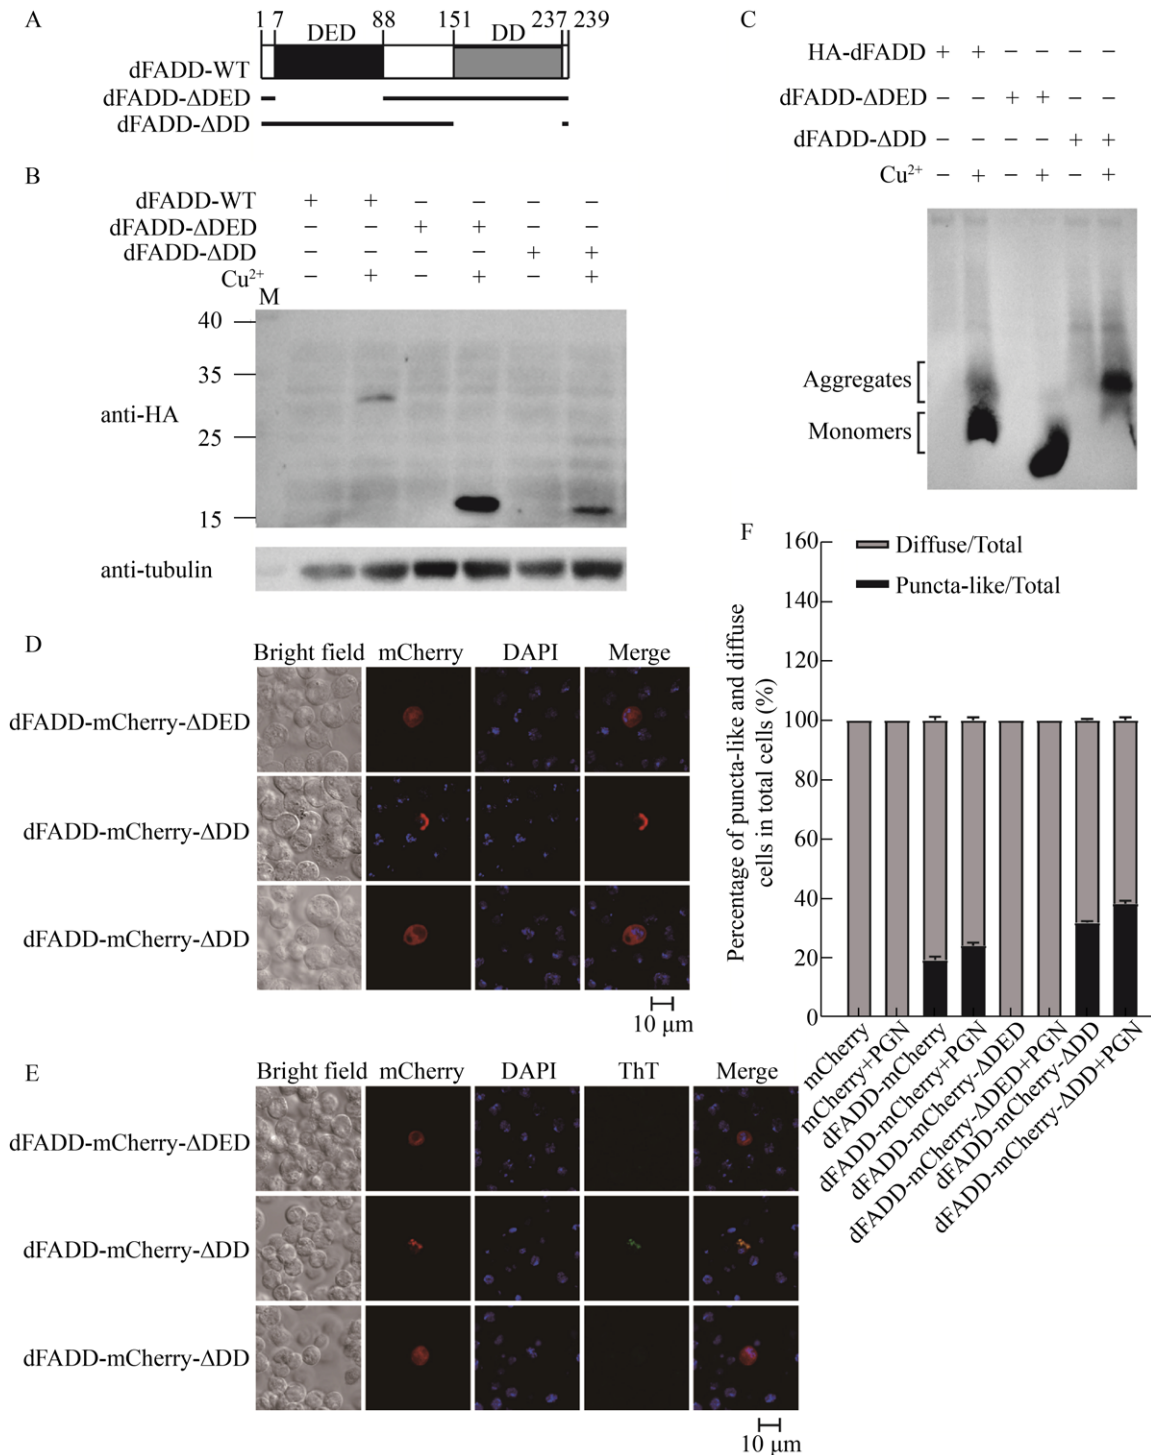 A
1 7 88 151 237 239
DED DD
dFADD-WT
dFADD-ΔDED
dFADD-ΔDD
B
dFADD-WT + + − − − −
dFADD-ΔDED − − + + − −
dFADD-ΔDD − − − − + +
Cu²⁺ − + − + − +
M
40
35
anti-HA
25
15
anti-tubulin
C
HA-dFADD + + − − − −
dFADD-ΔDED − − + + − −
dFADD-ΔDD − − − − + +
Cu²⁺ − + − + − +
Aggregates
Monomers
D
Bright field mCherry DAPI Merge
dFADD-mCherry-ΔDED
dFADD-mCherry-ΔDD
dFADD-mCherry-ΔDD
10 μm
E
Bright field mCherry DAPI ThT Merge
dFADD-mCherry-ΔDED
dFADD-mCherry-ΔDD
dFADD-mCherry-ΔDD
10 μm
F
Diffuse/Total
Puncta-like/Total
Percentage of puncta-like and diffuse
cells in total cells (%)
160
140
120
100
80
60
40
20
0
mCherry
mCherry+PGN
dFADD-mCherry
dFADD-mCherry+PGN
dFADD-mCherry-ΔDED
dFADD-mCherry-ΔDED+PGN
dFADD-mCherry-ΔDD
dFADD-mCherry-ΔDD+PGN